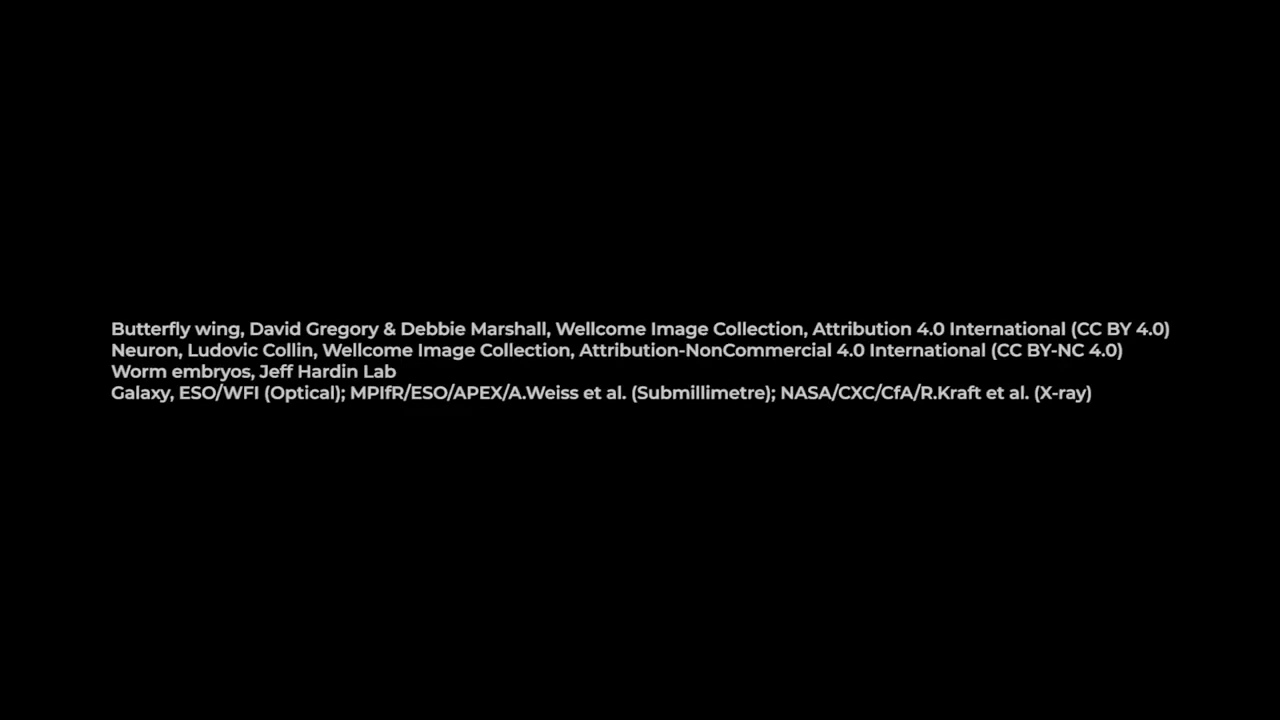 Butterfly wing, David Gregory & Debbie Marshall, Wellcome Image Collection, Attribution 4.0 International (CC BY 4.0)
Neuron, Ludovic Collin, Wellcome Image Collection, Attribution-NonCommercial 4.0 International (CC BY-NC 4.0)
Worm embryos, Jeff Hardin Lab
Galaxy, ESO/WFI (Optical); MPIfR/ESO/APEX/A.Weiss et al. (Submillimetre); NASA/CXC/CfA/R.Kraft et al. (X-ray)